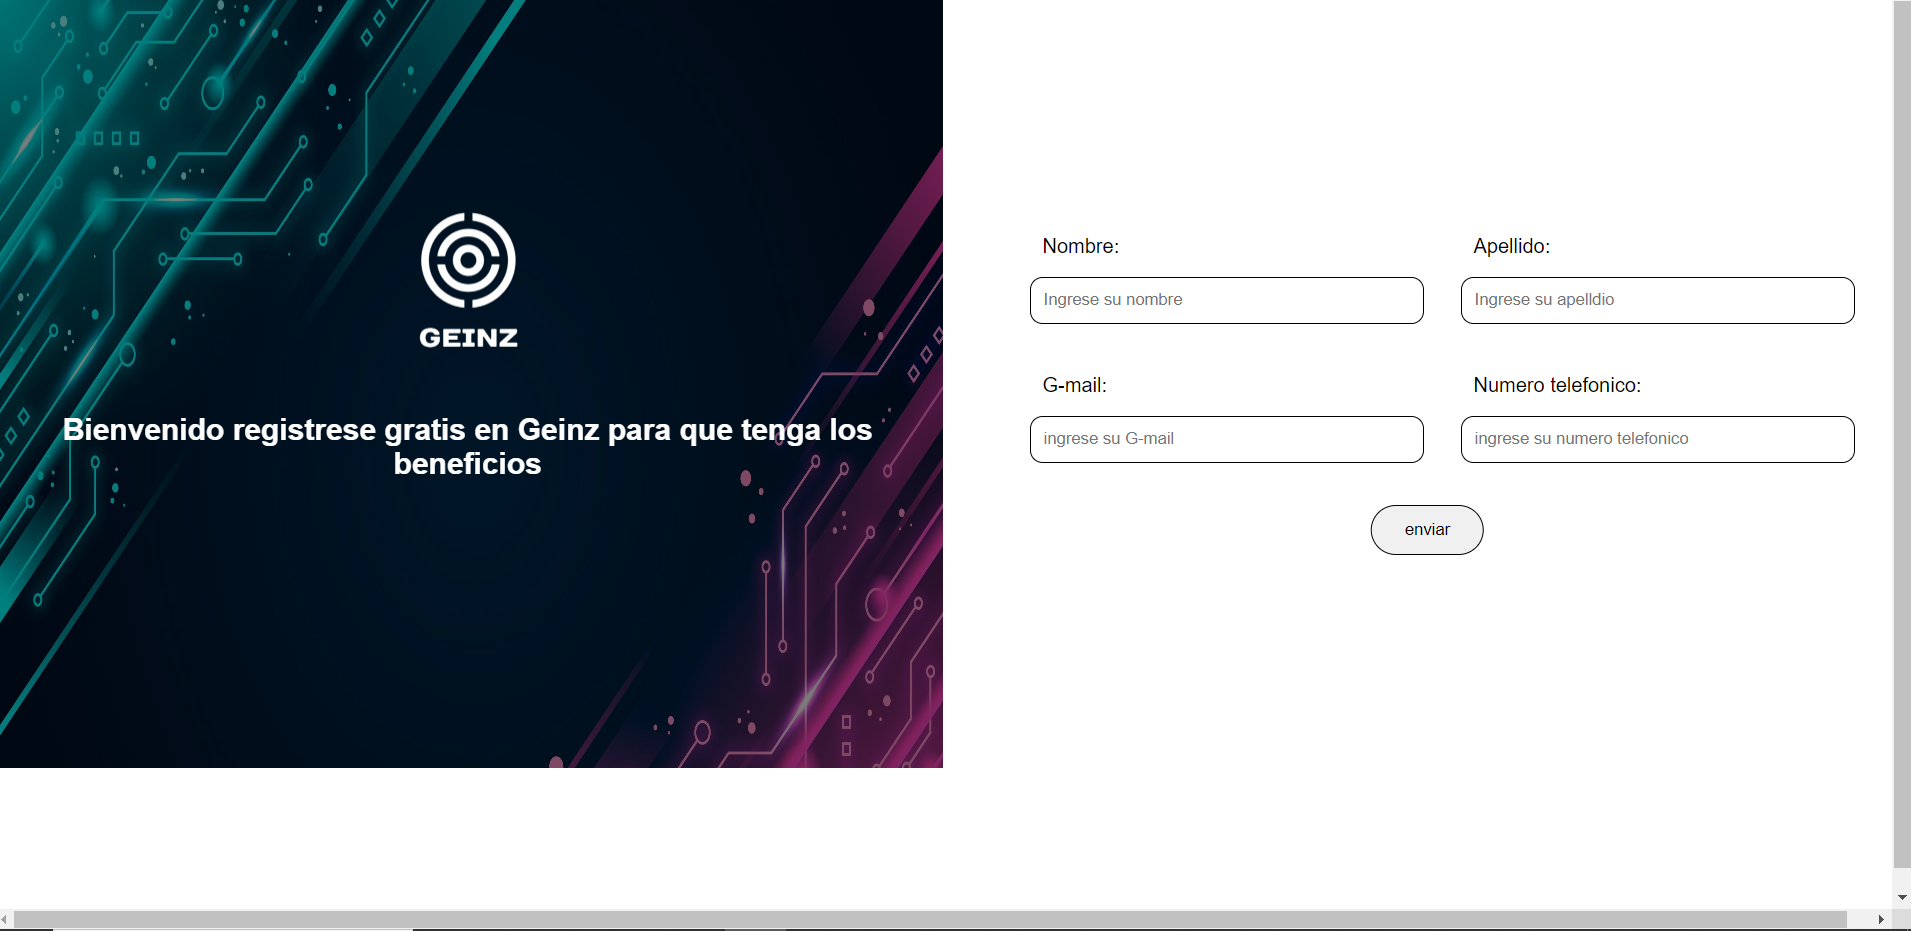 GEINZ
Bienvenido registrese gratis en Geinz para que tenga los
beneficios
Nombre:
Apellido:
Ingrese su nombre
Ingrese su apelldio
G-mail:
Numero telefonico:
ingrese su G-mail
ingrese su numero telefonico
enviar